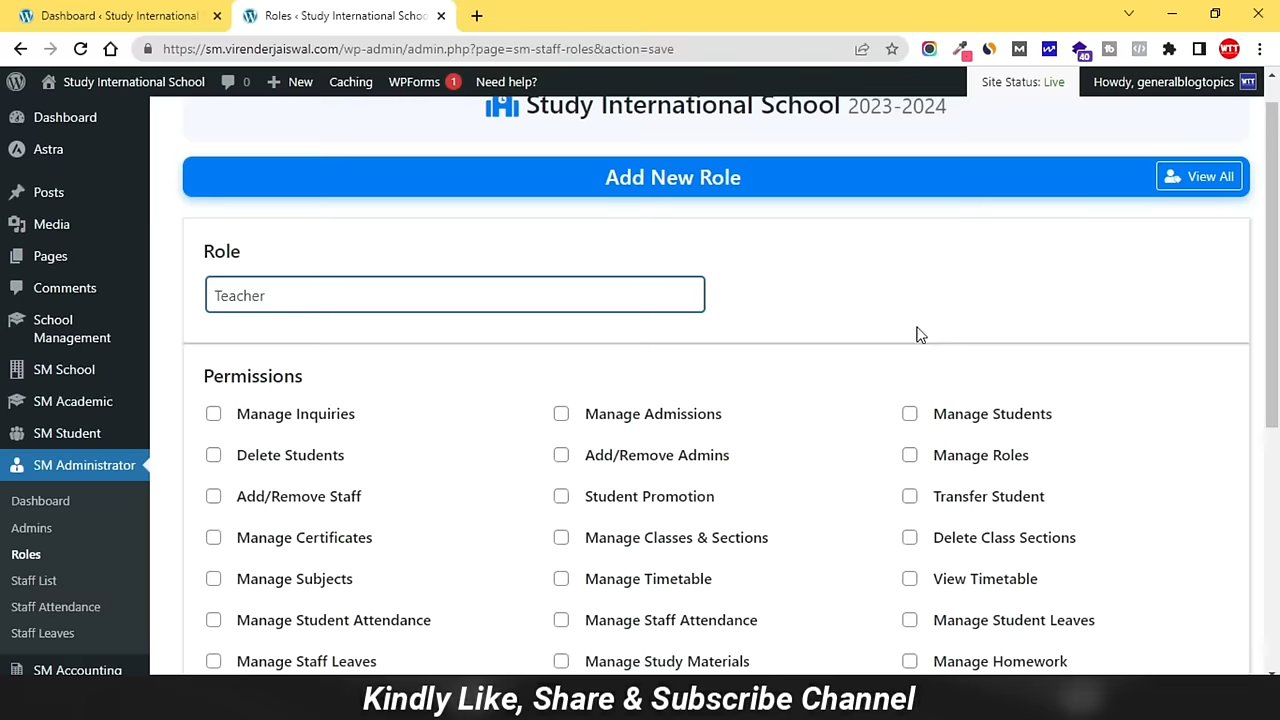 Dashboard ‹ Study International
Roles ‹ Study International Schoo
https://sm.virenderjaiswal.com/wp-admin/admin.php?page=sm-staff-roles&action=save
40
WTT
Study International School
0
New
Caching
WPForms 1
Need help?
Site Status: Live
Howdy, generalblogtopics
WTT
Dashboard
Astra
Posts
Media
Pages
Comments
School
Management
SM School
SM Academic
SM Student
SM Administrator
Dashboard
Admins
Roles
Staff List
Staff Attendance
Staff Leaves
SM Accounting
Study International School 2023-2024
Add New Role
View All
Role
Teacher
Permissions
Manage Inquiries
Manage Admissions
Manage Students
Delete Students
Add/Remove Admins
Manage Roles
Add/Remove Staff
Student Promotion
Transfer Student
Manage Certificates
Manage Classes & Sections
Delete Class Sections
Manage Subjects
Manage Timetable
View Timetable
Manage Student Attendance
Manage Staff Attendance
Manage Student Leaves
Manage Staff Leaves
Manage Study Materials
Manage Homework
Kindly Like, Share & Subscribe Channel